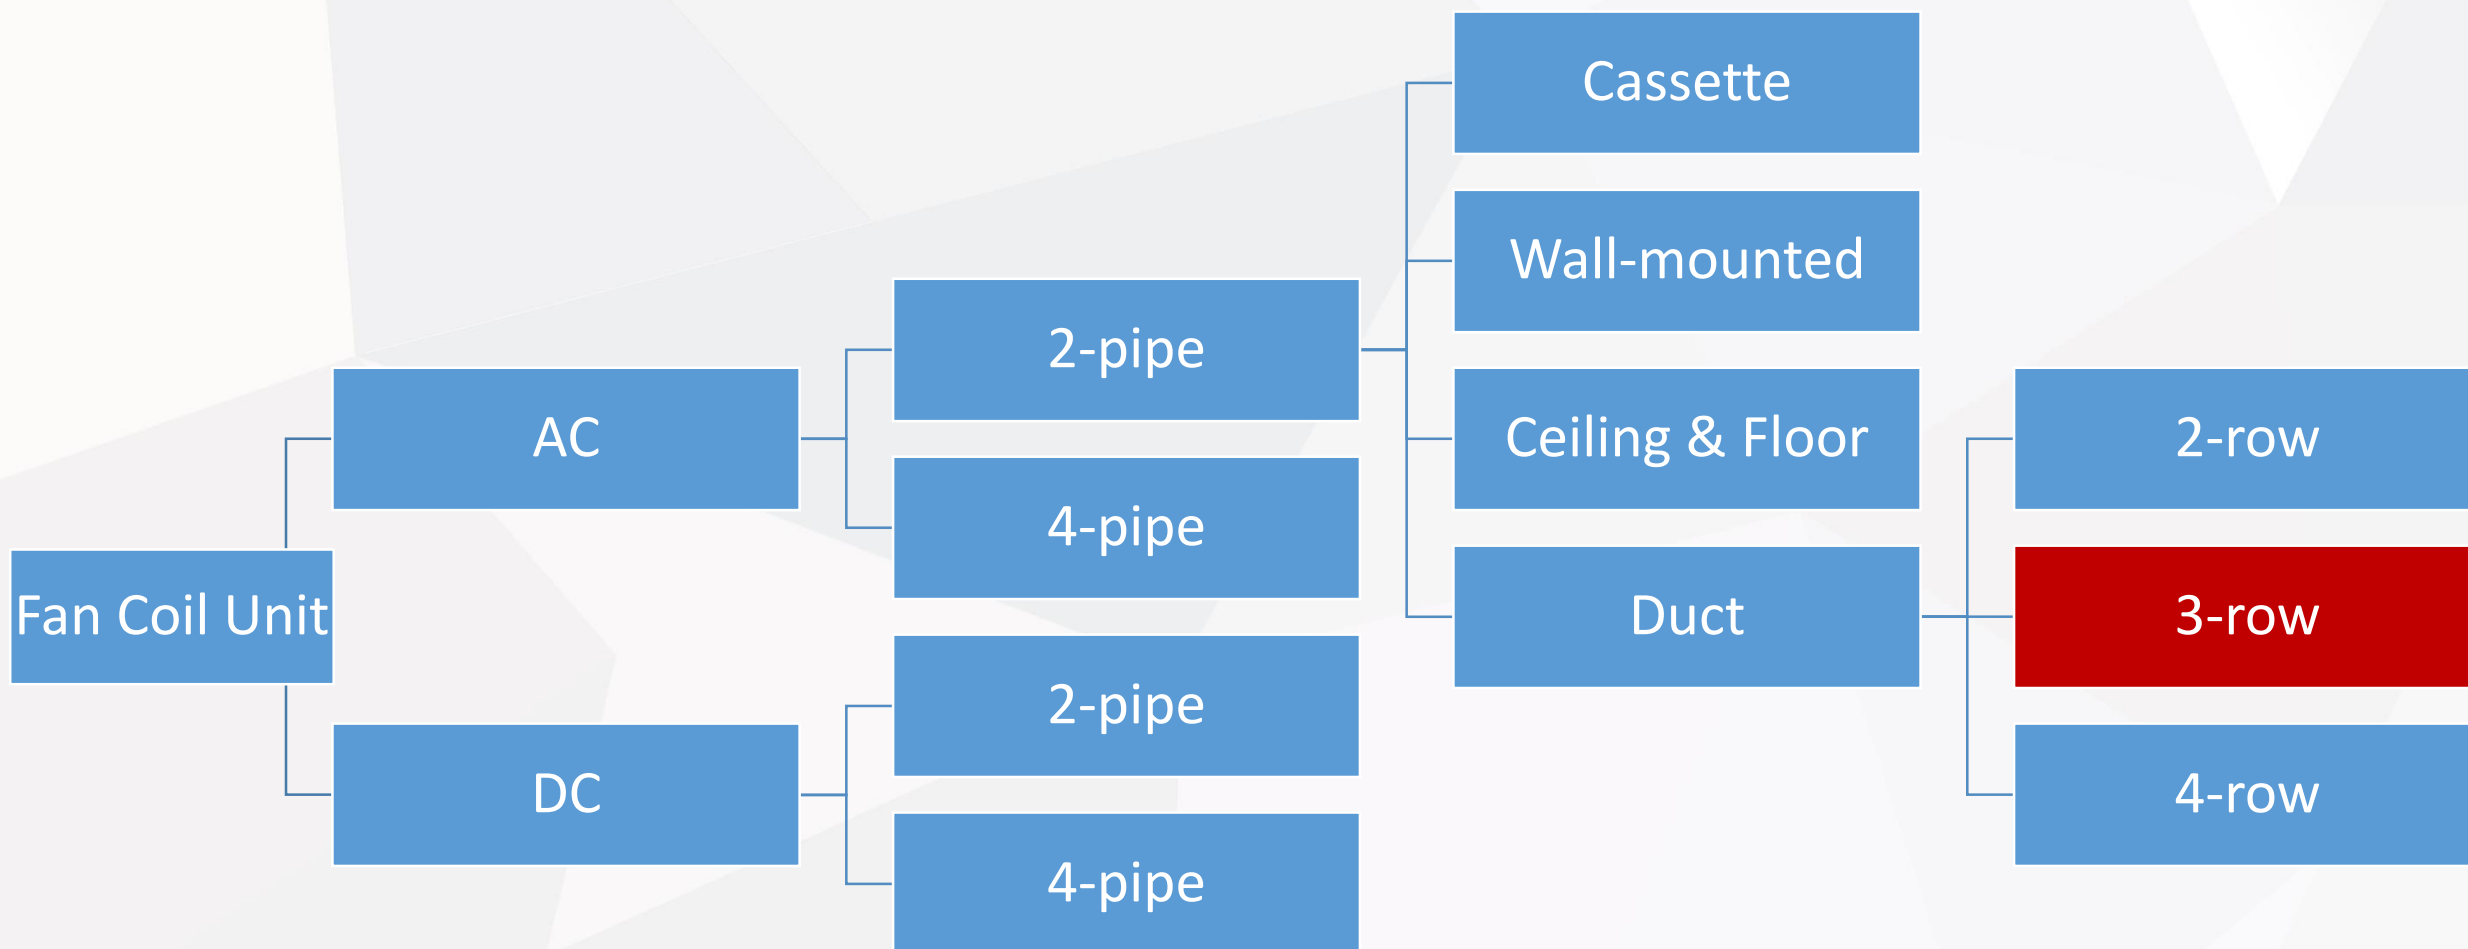 Fan Coil Unit
AC
2-pipe
Cassette
Wall-mounted
Ceiling & Floor
Duct
2-row
3-row
4-row
4-pipe
DC
2-pipe
4-pipe